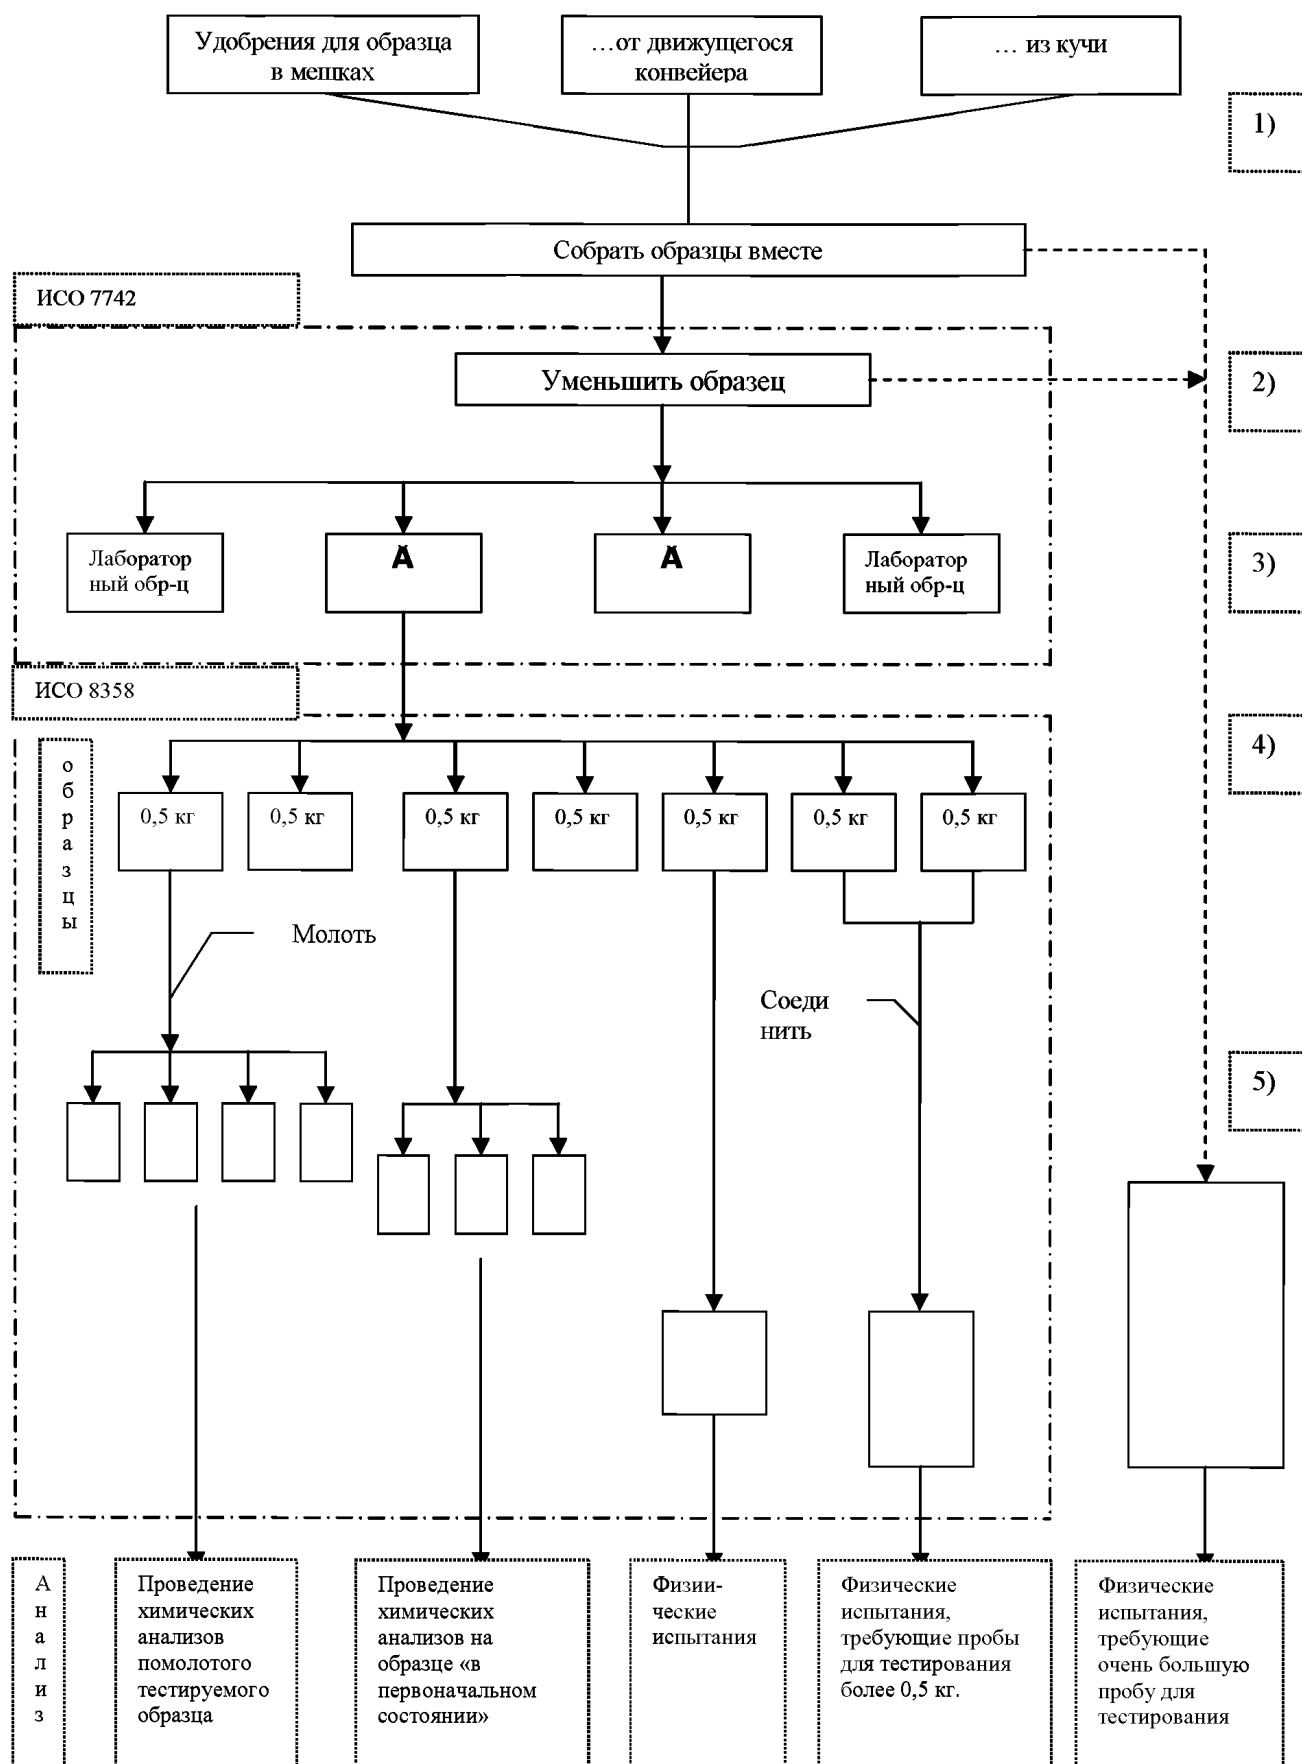 Удобрения для образца
в мешках
…от движущегося
конвейера
… из кучи
1)
Собрать образцы вместе
ИСО 7742
Уменьшить образец
2)
Лаборатор
ный обр-ц
Ӑ
Ӑ
Лаборатор
ный обр-ц
3)
ИСО 8358
4)
о
б
р
а
з
ц
ы
0,5 кг
0,5 кг
0,5 кг
0,5 кг
0,5 кг
0,5 кг
0,5 кг
Молоть
Соеди
нить
5)
А
н
а
л
и
з
Проведение
химических
анализов
помолотого
тестируемого
образца
Проведение
химических
анализов на
образце «в
первоначальном
состоянии»
Физии-
ческие
испытания
Физические
испытания,
требующие пробы
для тестирования
более 0,5 кг.
Физические
испытания,
требующие
очень большую
пробу для
тестирования